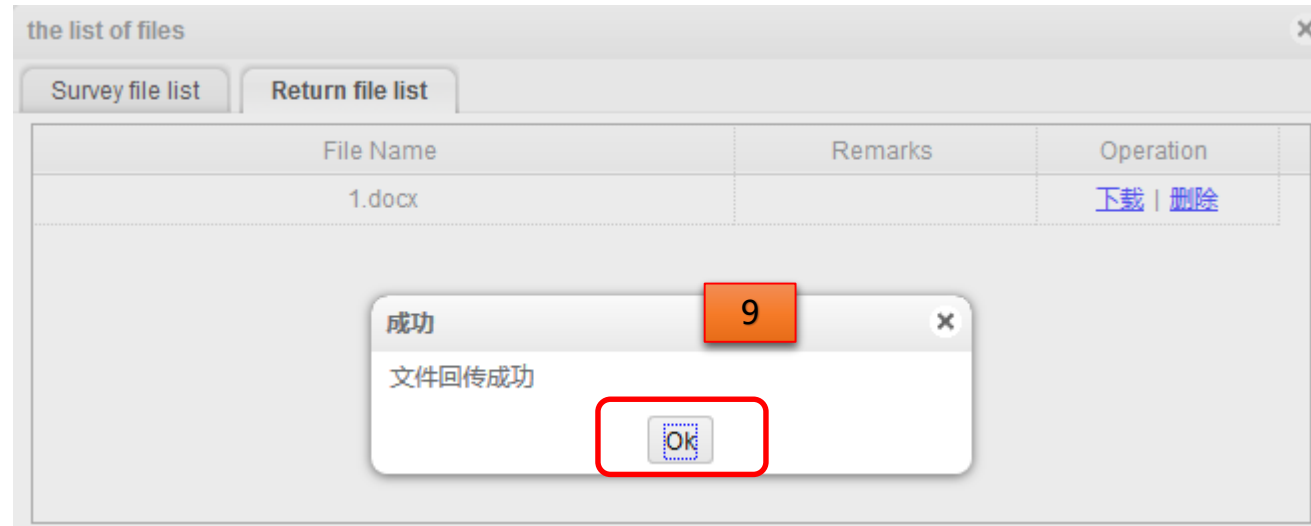 the list of files
Survey file list Return file list
File Name Remarks Operation
1.docx 下载 | 删除
成功 9
文件回传成功
Ok